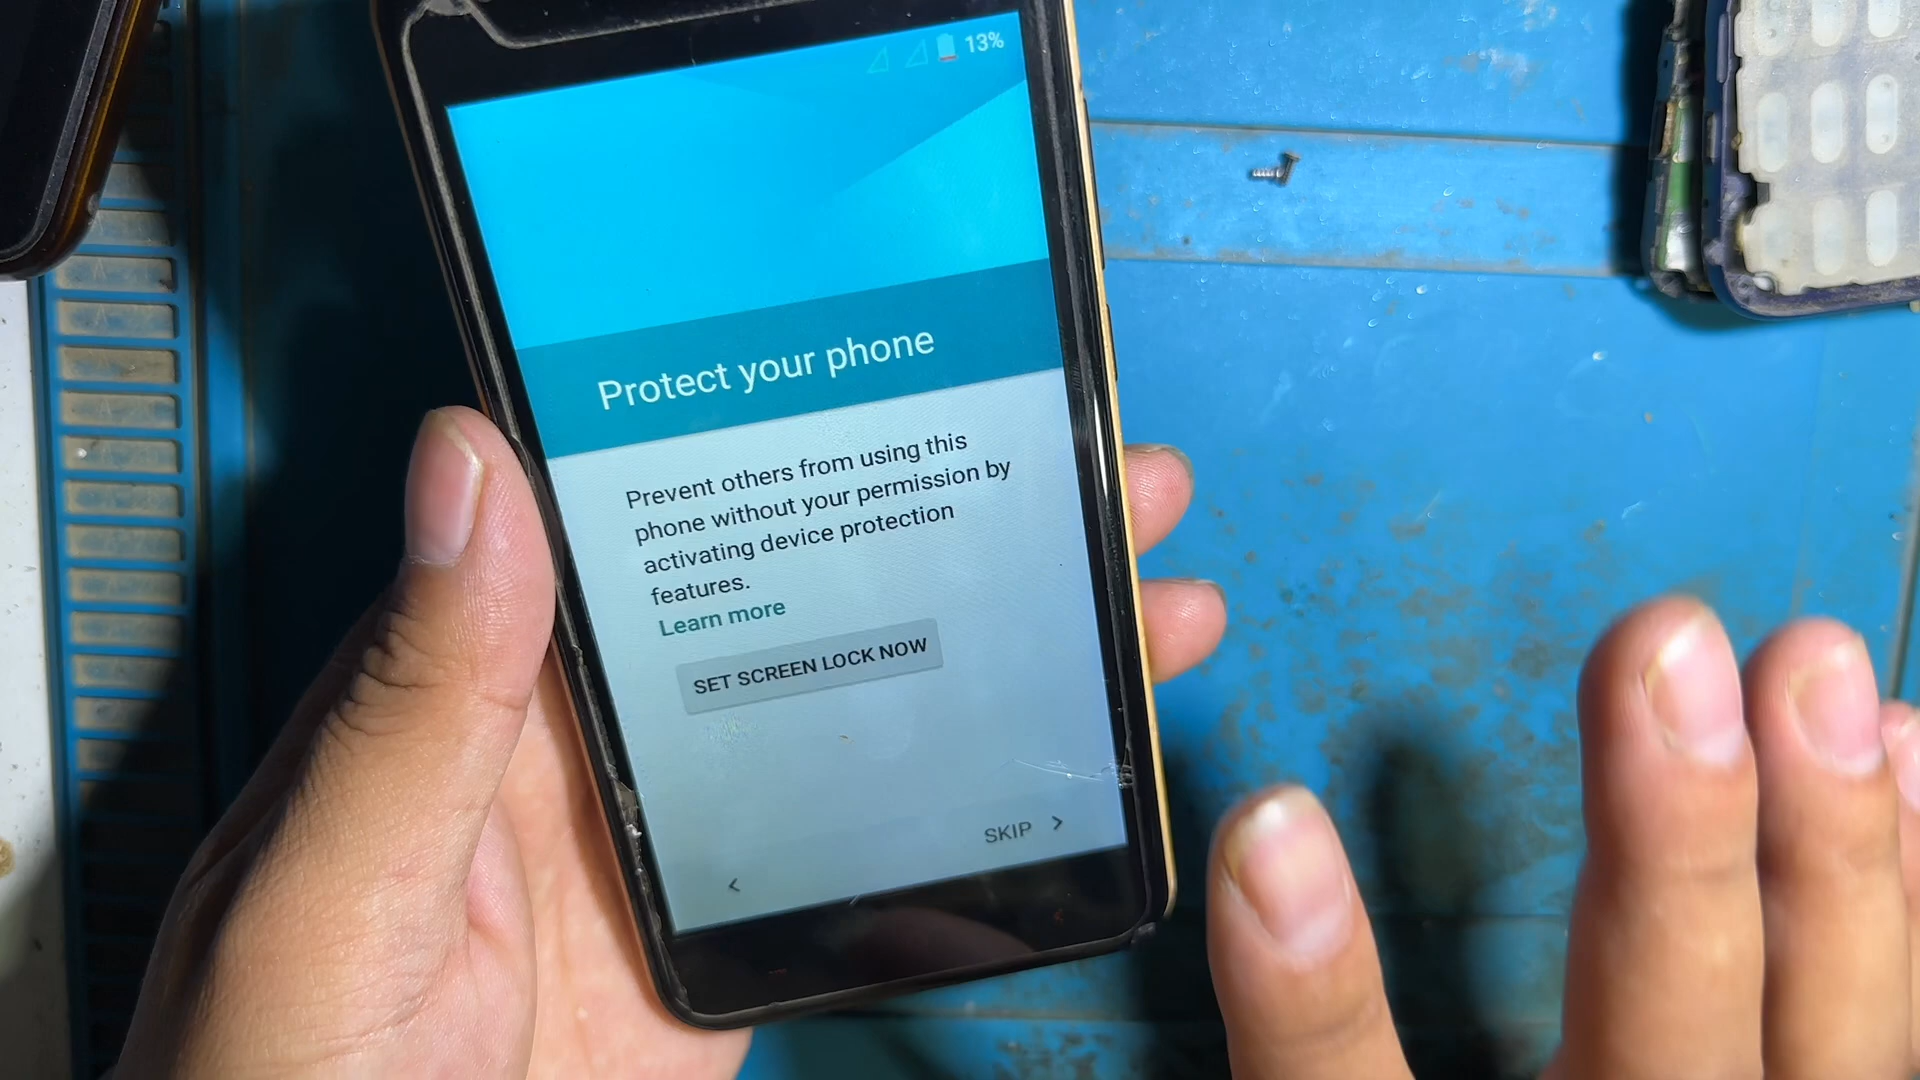 13%
Protect your phone
Prevent others from using this
phone without your permission by
activating device protection
features.
Learn more
SET SCREEN LOCK NOW
SKIP